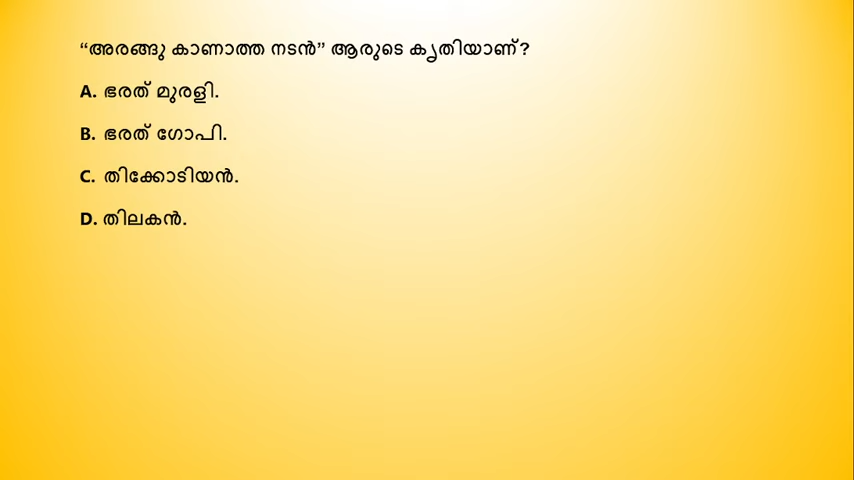 “അരങ്ങു കാണാത്ത നടൻ” ആരുടെ കൃതിയാണ്?
A. ഭരത് മുരളി.
B. ഭരത് ഗോപി.
C. തിക്കോടിയൻ.
D. തിലകൻ.